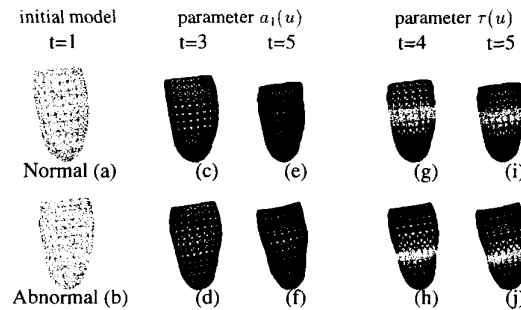 initial model parameter a₁(u) parameter τ(u)
t=1 t=3 t=5 t=4 t=5
Normal (a) (c) (e) (g) (i)
Abnormal (b) (d) (f) (h) (j)